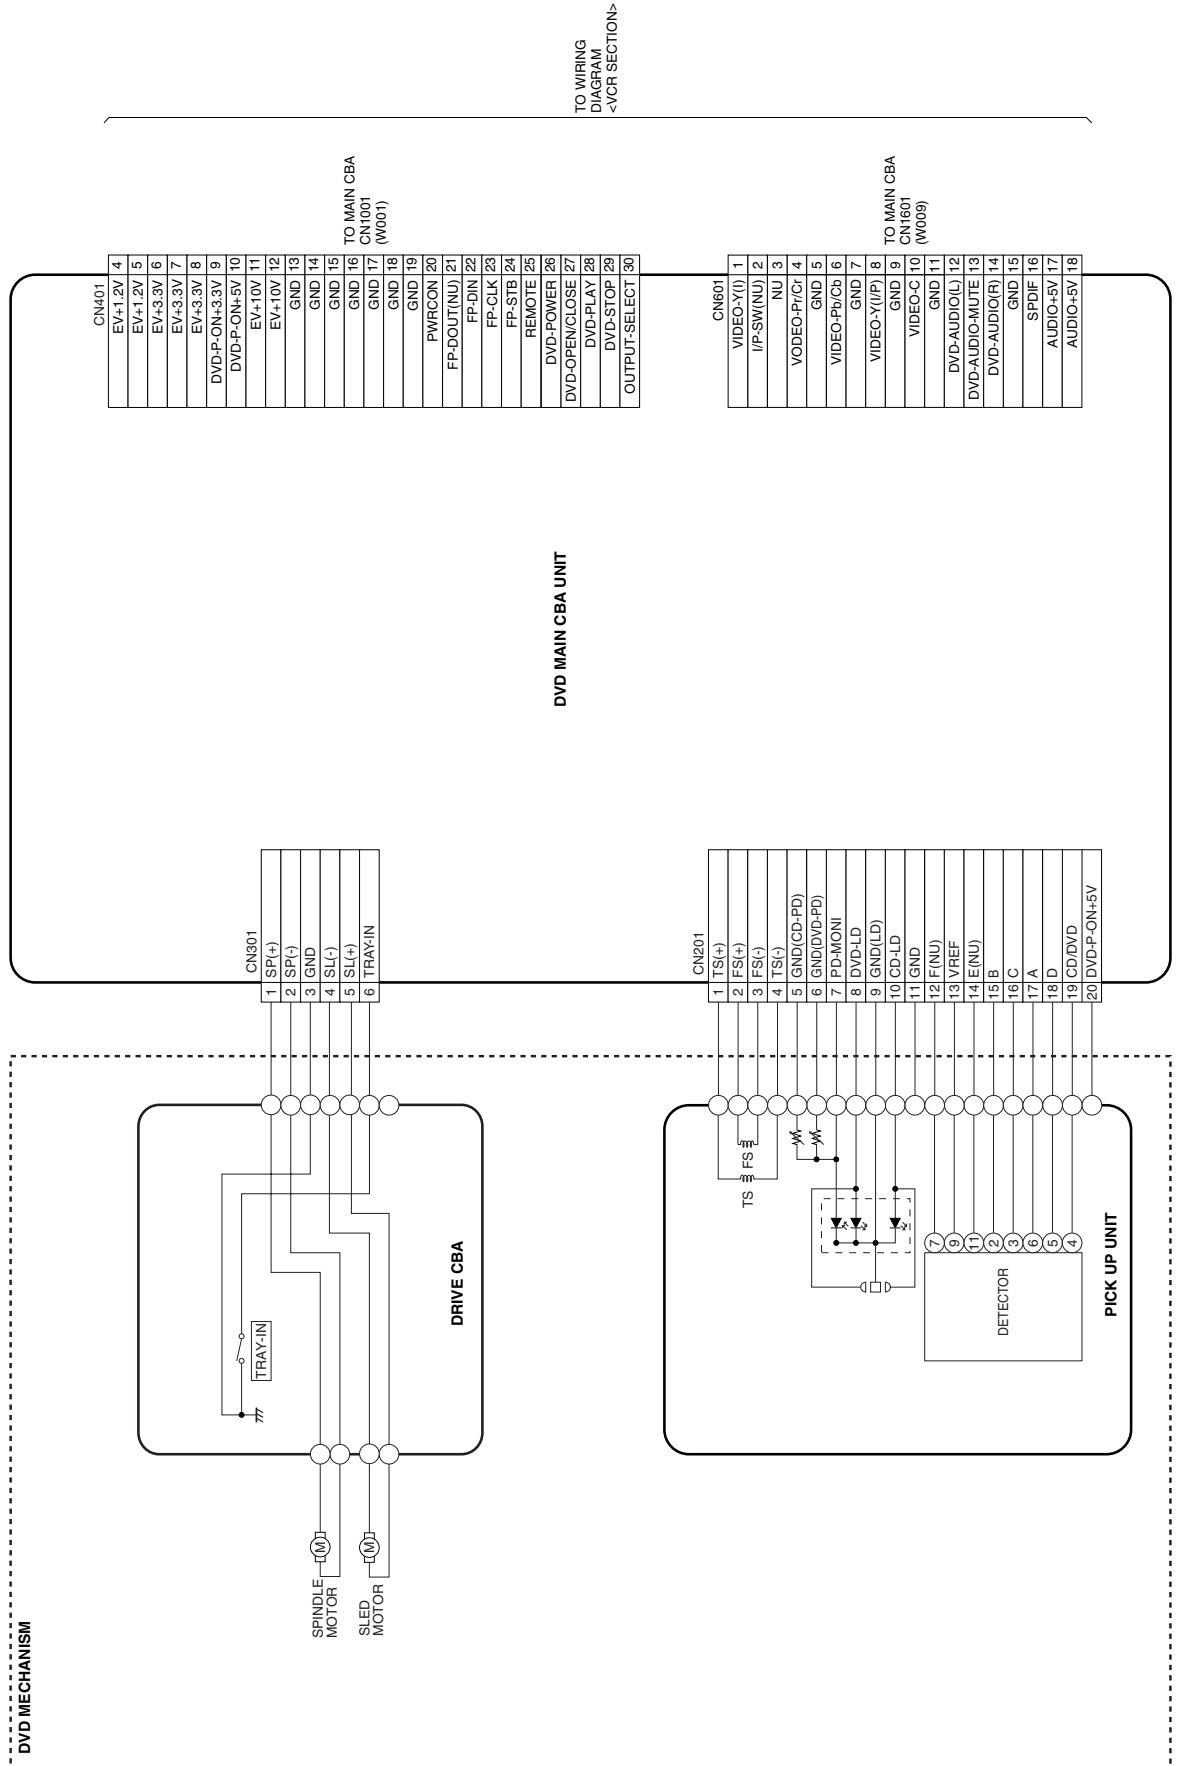 DVD MECHANISM
SPINDLE
MOTOR
M
SLED
MOTOR
M
TRAY-IN
DRIVE CBA
CN301
1 SP(+)
2 SP(-)
3 GND
4 SL(-)
5 SL(+)
6 TRAY-IN
TS
FS
DETECTOR
7
9
11
2
3
6
5
4
PICK UP UNIT
CN201
1 TS(+)
2 FS(+)
3 FS(-)
4 TS(-)
5 GND(CD-PD)
6 GND(DVD-PD)
7 PD-MONI
8 DVD-LD
9 GND(LD)
10 CD-LD
11 GND
12 F(NU)
13 VREF
14 E(NU)
15 B
16 C
17 A
18 D
19 CD/DVD
20 DVD-P-ON+5V
DVD MAIN CBA UNIT
CN401
EV+1.2V 4
EV+1.2V 5
EV+3.3V 6
EV+3.3V 7
EV+3.3V 8
DVD-P-ON+3.3V 9
DVD-P-ON+5V 10
EV+10V 11
EV+10V 12
GND 13
GND 14
GND 15
GND 16
GND 17
GND 18
GND 19
PWRCON 20
FP-DOUT(NU) 21
FP-DIN 22
FP-CLK 23
FP-STB 24
REMOTE 25
DVD-POWER 26
DVD-OPEN/CLOSE 27
DVD-PLAY 28
DVD-STOP 29
OUTPUT-SELECT 30
TO MAIN CBA
CN1001
(W001)
CN601
VIDEO-Y(I) 1
I/P-SW(NU) 2
NU 3
VODEO-Pr/Cr 4
GND 5
VIDEO-Pb/Cb 6
GND 7
VIDEO-Y(I/P) 8
GND 9
VIDEO-C 10
GND 11
DVD-AUDIO(L) 12
DVD-AUDIO-MUTE 13
DVD-AUDIO(R) 14
GND 15
SPDIF 16
AUDIO+5V 17
AUDIO+5V 18
TO MAIN CBA
CN1601
(W009)
TO WIRING
DIAGRAM
<VCR SECTION>